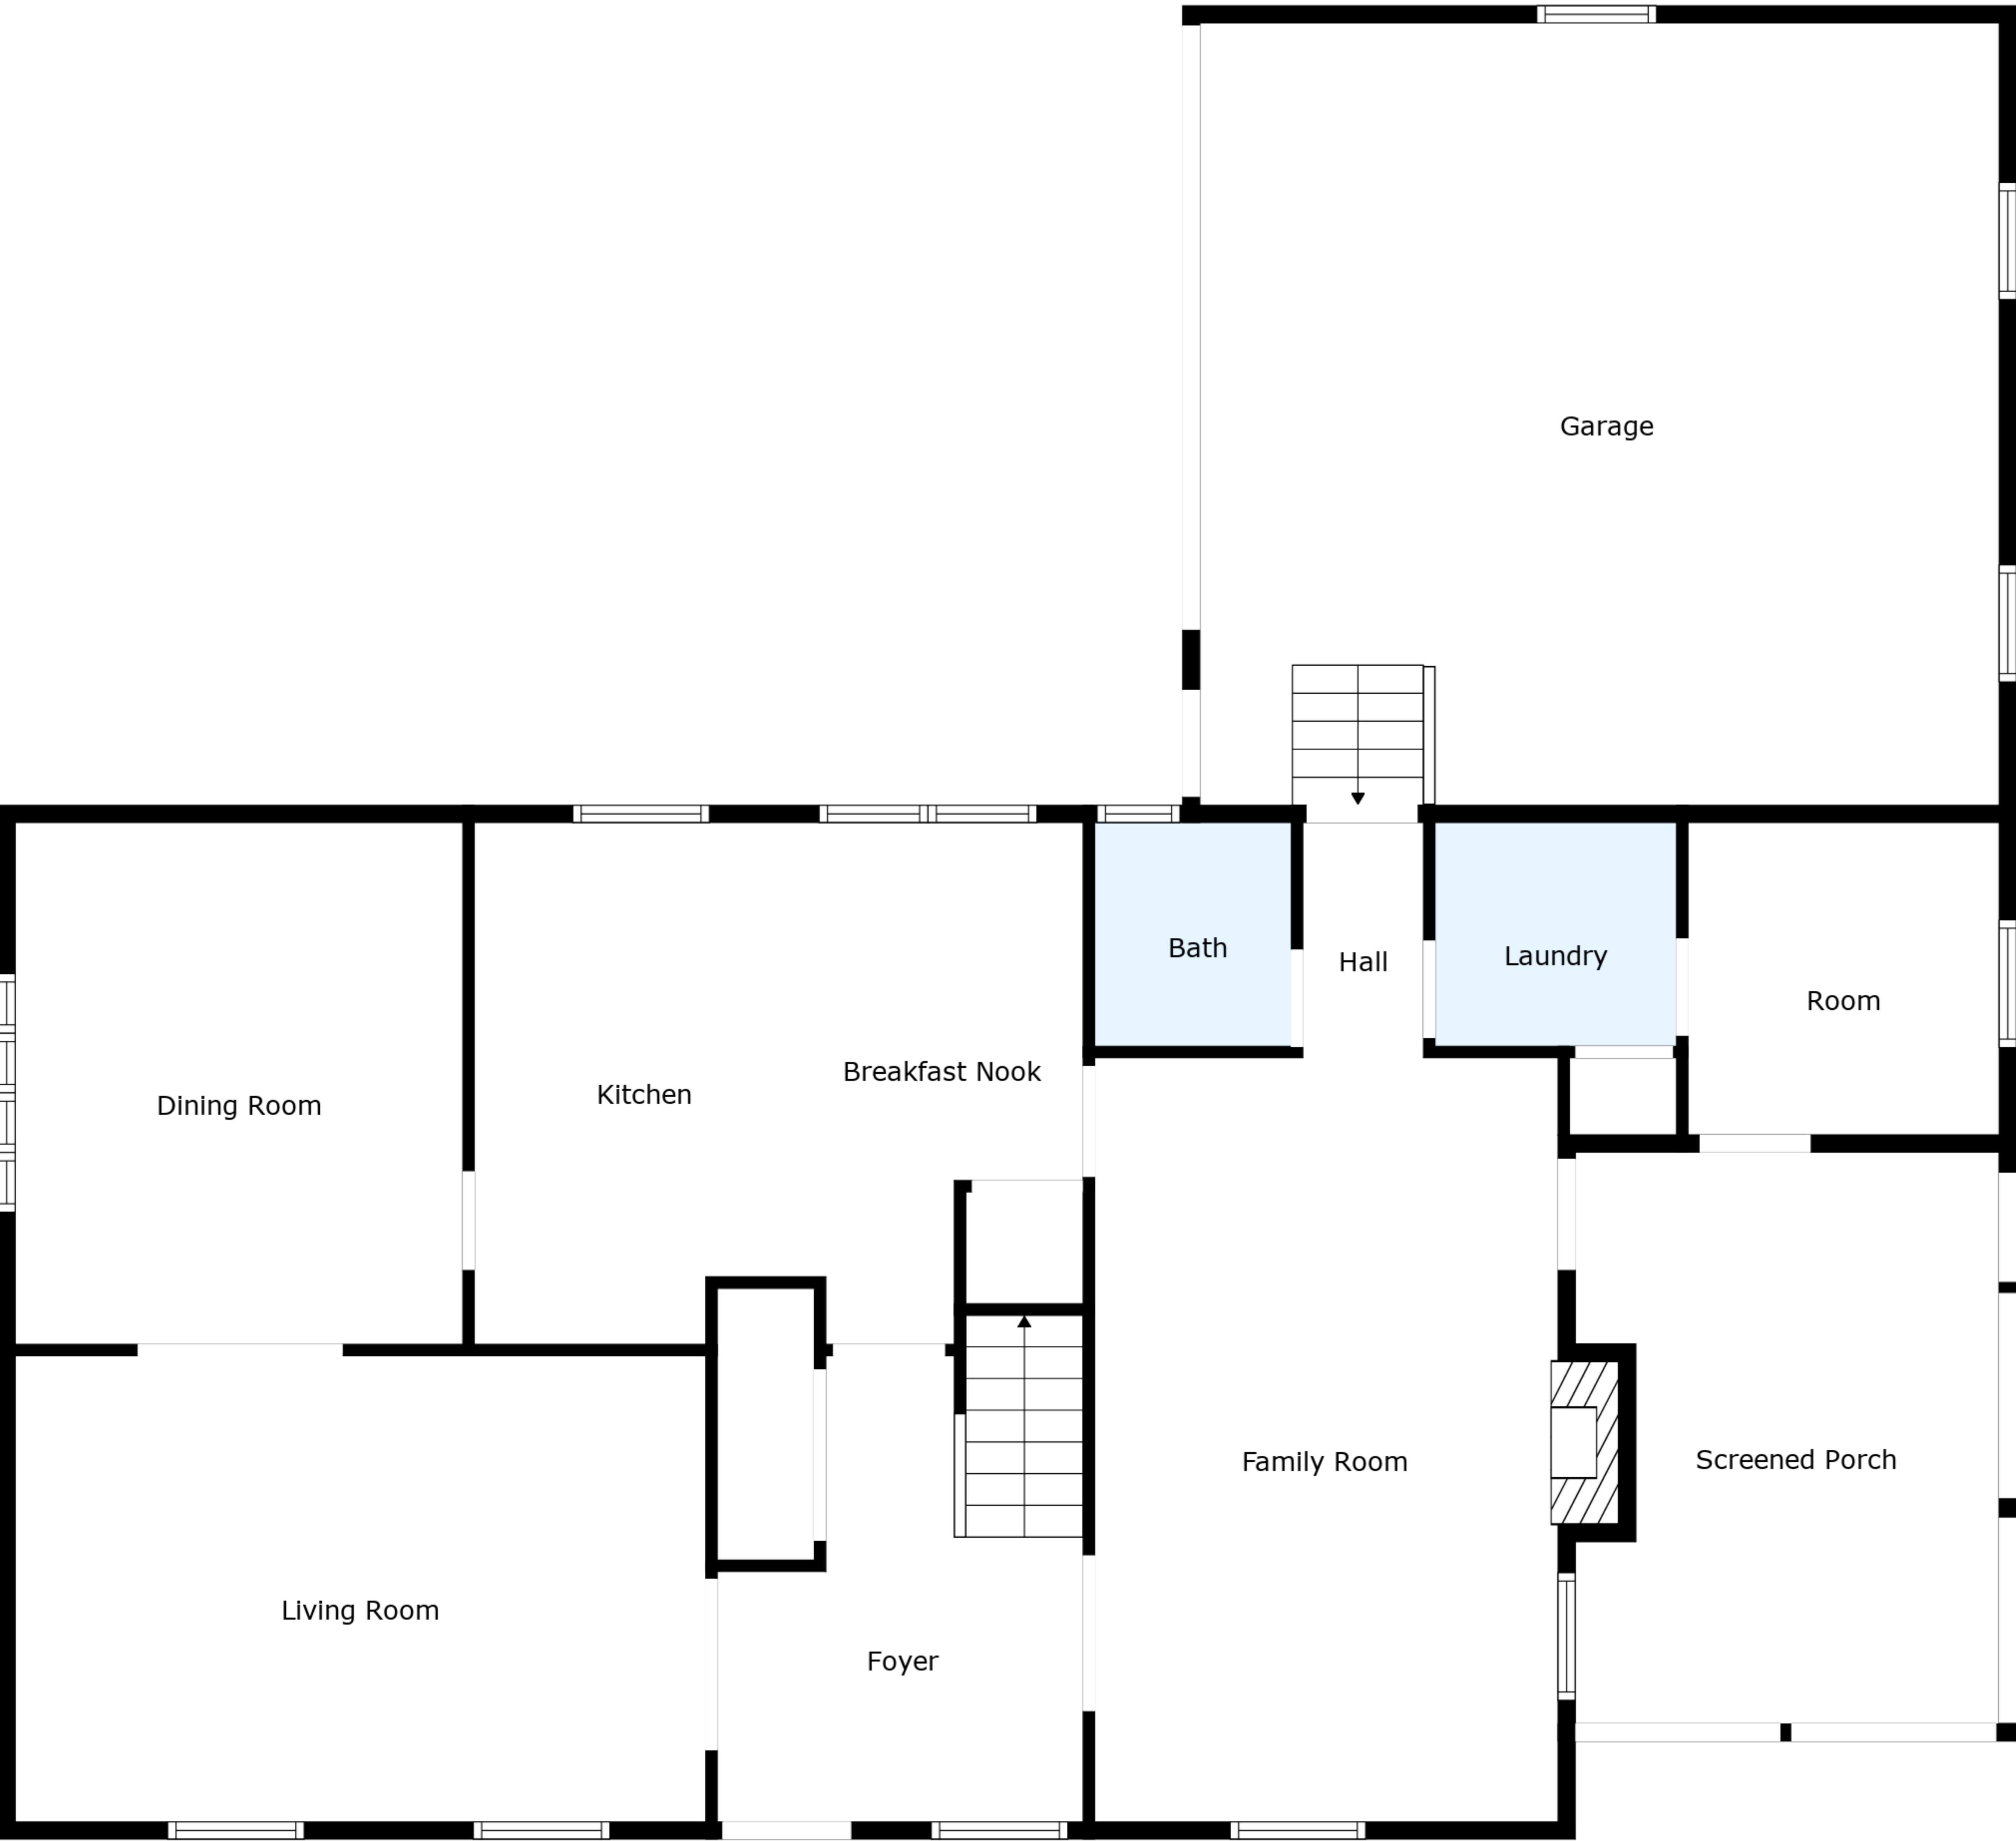 Garage
Bath
Hall
Laundry
Room
Dining Room
Kitchen
Breakfast Nook
Family Room
Screened Porch
Living Room
Foyer